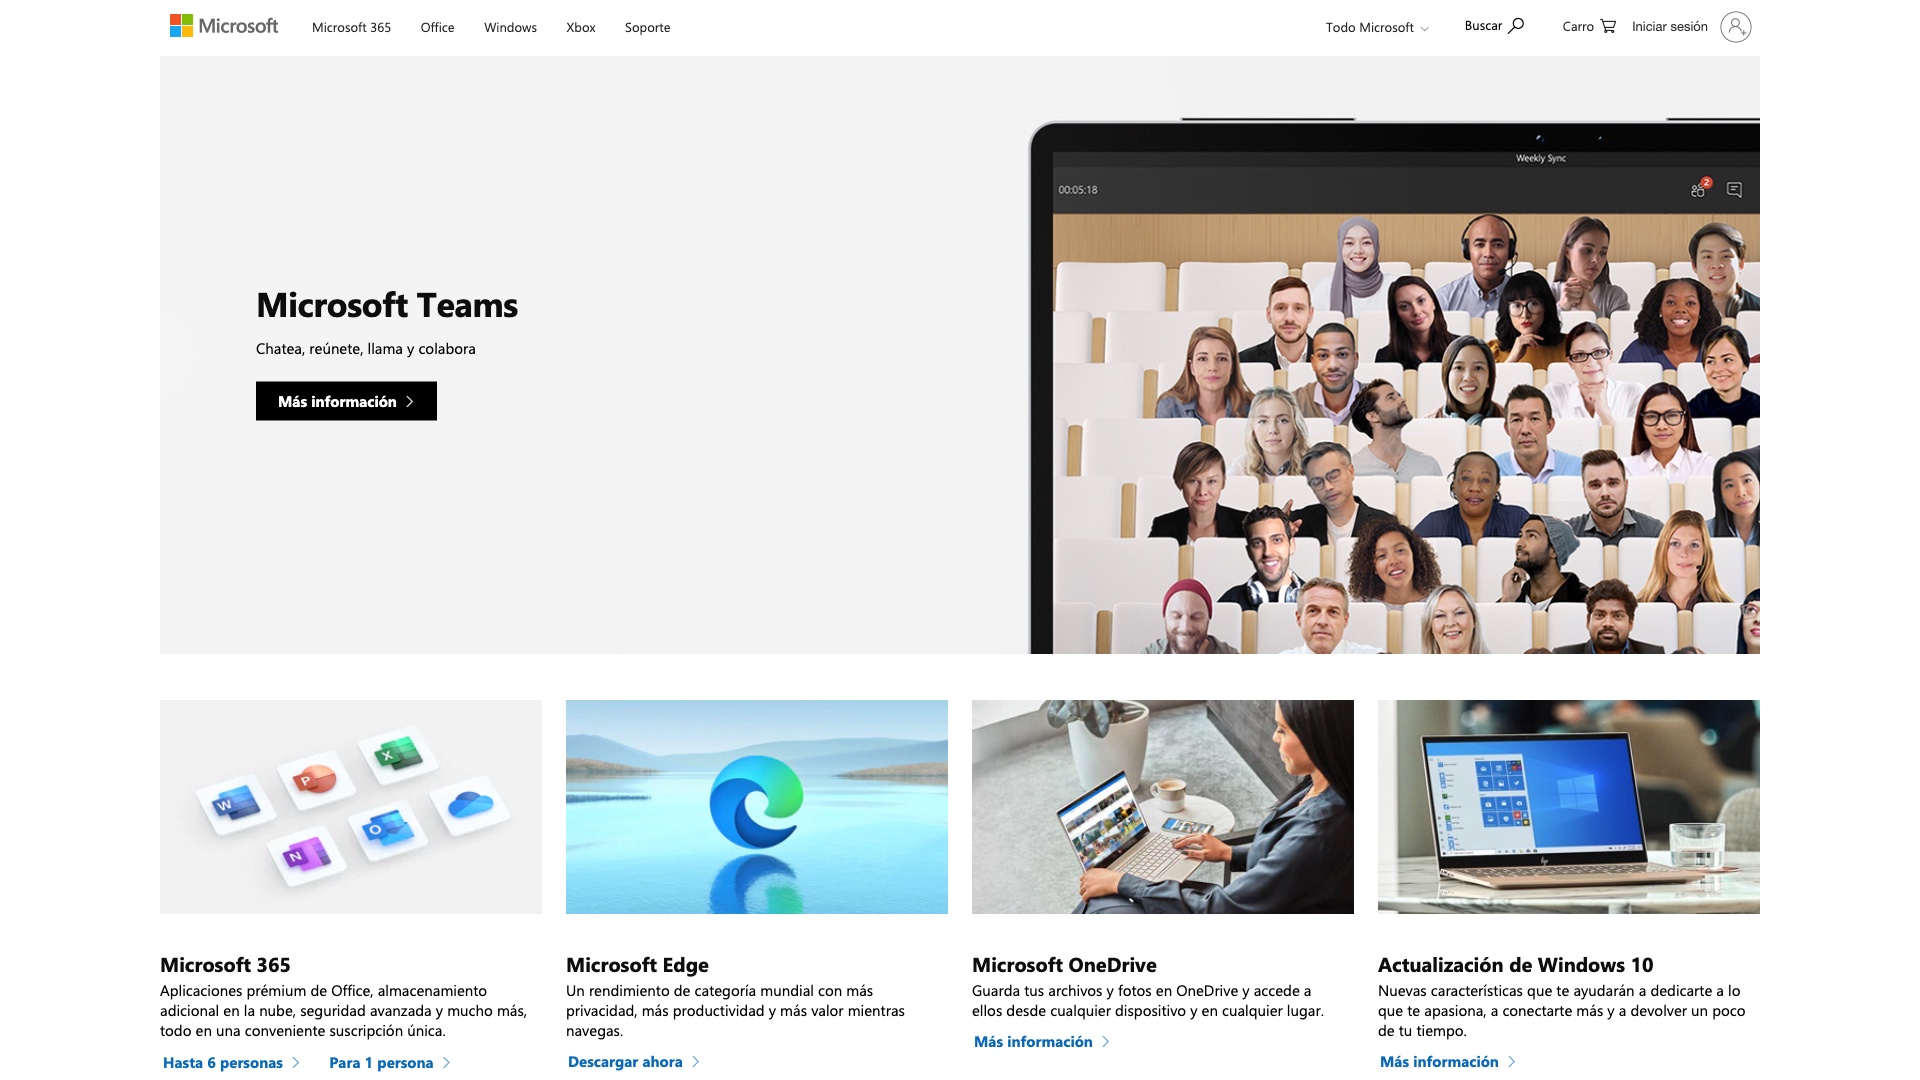 Microsoft
Microsoft 365
Office
Windows
Xbox
Soporte
Todo Microsoft
Buscar
Carro
Iniciar sesión
Weekly Sync
00:05:18
2
Microsoft Teams
Chatea, reúnete, llama y colabora
Más información
W
P
X
N
O
hp
Microsoft 365
Aplicaciones prémium de Office, almacenamiento
adicional en la nube, seguridad avanzada y mucho más,
todo en una conveniente suscripción única.
Hasta 6 personas
Para 1 persona
Microsoft Edge
Un rendimiento de categoría mundial con más
privacidad, más productividad y más valor mientras
navegas.
Descargar ahora
Microsoft OneDrive
Guarda tus archivos y fotos en OneDrive y accede a
ellos desde cualquier dispositivo y en cualquier lugar.
Más información
Actualización de Windows 10
Nuevas características que te ayudarán a dedicarte a lo
que te apasiona, a conectarte más y a devolver un poco
de tu tiempo.
Más información